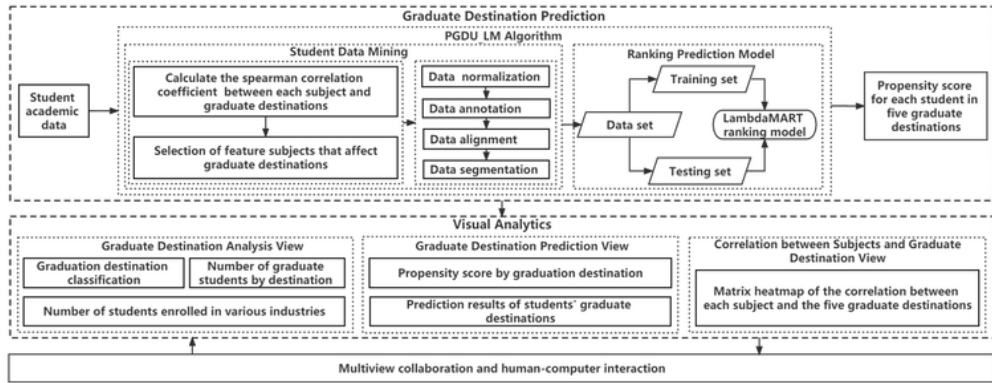 Graduate Destination Prediction
PGDU_LM Algorithm
Student Data Mining
Ranking Prediction Model
Student
academic
data
Calculate the spearman correlation
coefficient between each subject and
graduate destinations
Selection of feature subjects that affect
graduate destinations
Data normalization
Data annotation
Data alignment
Data segmentation
Data set
Training set
LambdaMART
ranking model
Testing set
Propensity score
for each student in
five graduate
destinations
Visual Analytics
Graduate Destination Analysis View
Graduation destination
classification
Number of graduate
students by destination
Number of students enrolled in various industries
Graduate Destination Prediction View
Propensity score by graduation destination
Prediction results of students' graduate
destinations
Correlation between Subjects and Graduate
Destination View
Matrix heatmap of the correlation between
each subject and the five graduate destinations
Multiview collaboration and human-computer interaction